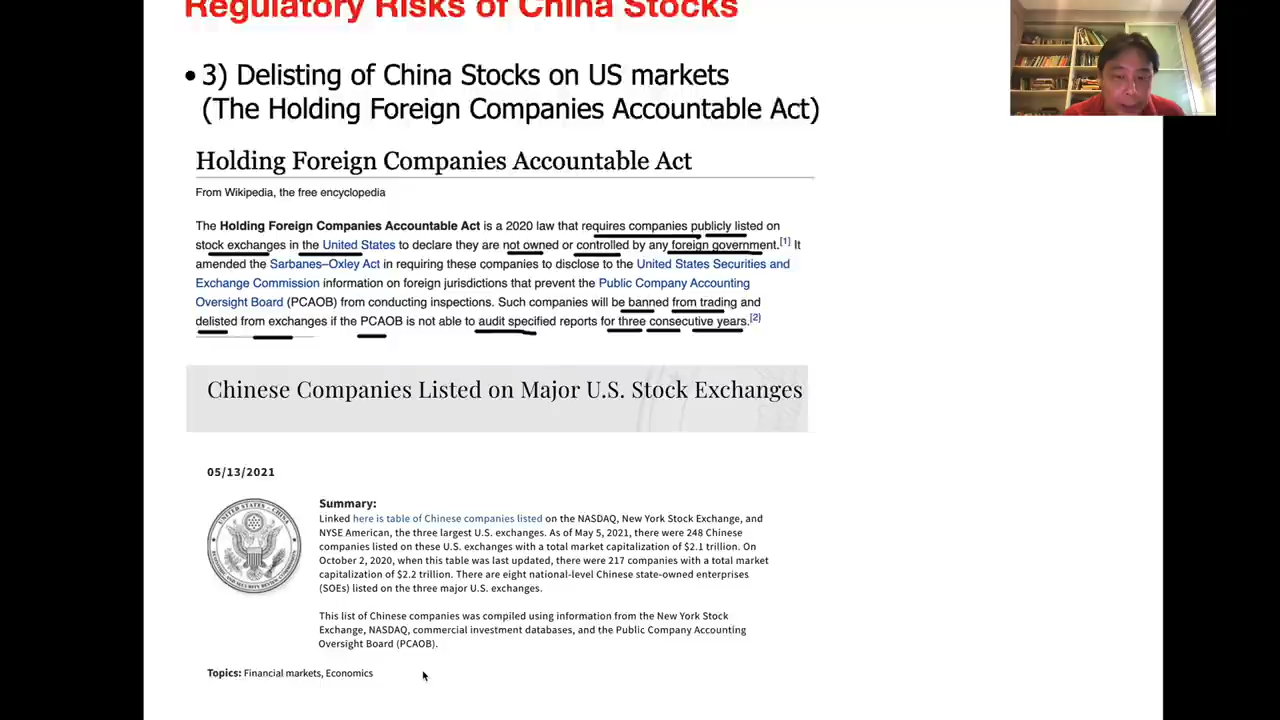 Regulatory Risks of China Stocks
• 3) Delisting of China Stocks on US markets
(The Holding Foreign Companies Accountable Act)
Holding Foreign Companies Accountable Act
From Wikipedia, the free encyclopedia
The Holding Foreign Companies Accountable Act is a 2020 law that requires companies publicly listed on
stock exchanges in the United States to declare they are not owned or controlled by any foreign government.[1] It
amended the Sarbanes–Oxley Act in requiring these companies to disclose to the United States Securities and
Exchange Commission information on foreign jurisdictions that prevent the Public Company Accounting
Oversight Board (PCAOB) from conducting inspections. Such companies will be banned from trading and
delisted from exchanges if the PCAOB is not able to audit specified reports for three consecutive years.[2]
Chinese Companies Listed on Major U.S. Stock Exchanges
05/13/2021
Summary:
Linked here is table of Chinese companies listed on the NASDAQ, New York Stock Exchange, and
NYSE American, the three largest U.S. exchanges. As of May 5, 2021, there were 248 Chinese
companies listed on these U.S. exchanges with a total market capitalization of $2.1 trillion. On
October 2, 2020, when this table was last updated, there were 217 companies with a total market
capitalization of $2.2 trillion. There are eight national-level Chinese state-owned enterprises
(SOEs) listed on the three major U.S. exchanges.
This list of Chinese companies was compiled using information from the New York Stock
Exchange, NASDAQ, commercial investment databases, and the Public Company Accounting
Oversight Board (PCAOB).
Topics: Financial markets, Economics